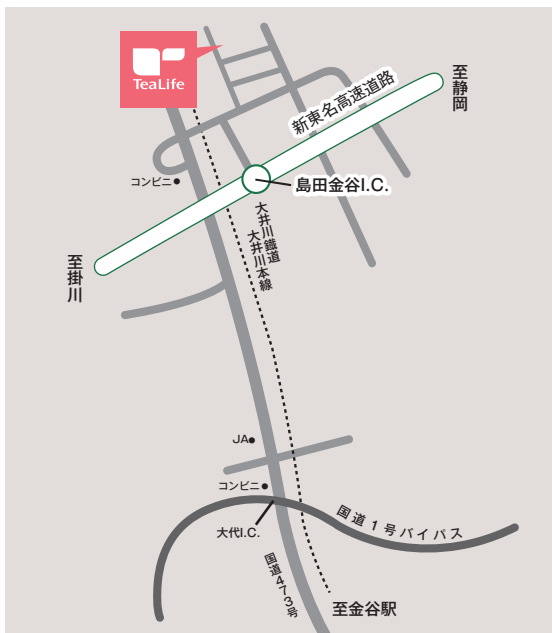 TeaLife
至静岡
新東名高速道路
コンビニ
島田金谷I.C.
大井川鐵道
大井川本線
至掛川
JA
コンビニ
国道1号バイパス
大代I.C.
国道473号
至金谷駅